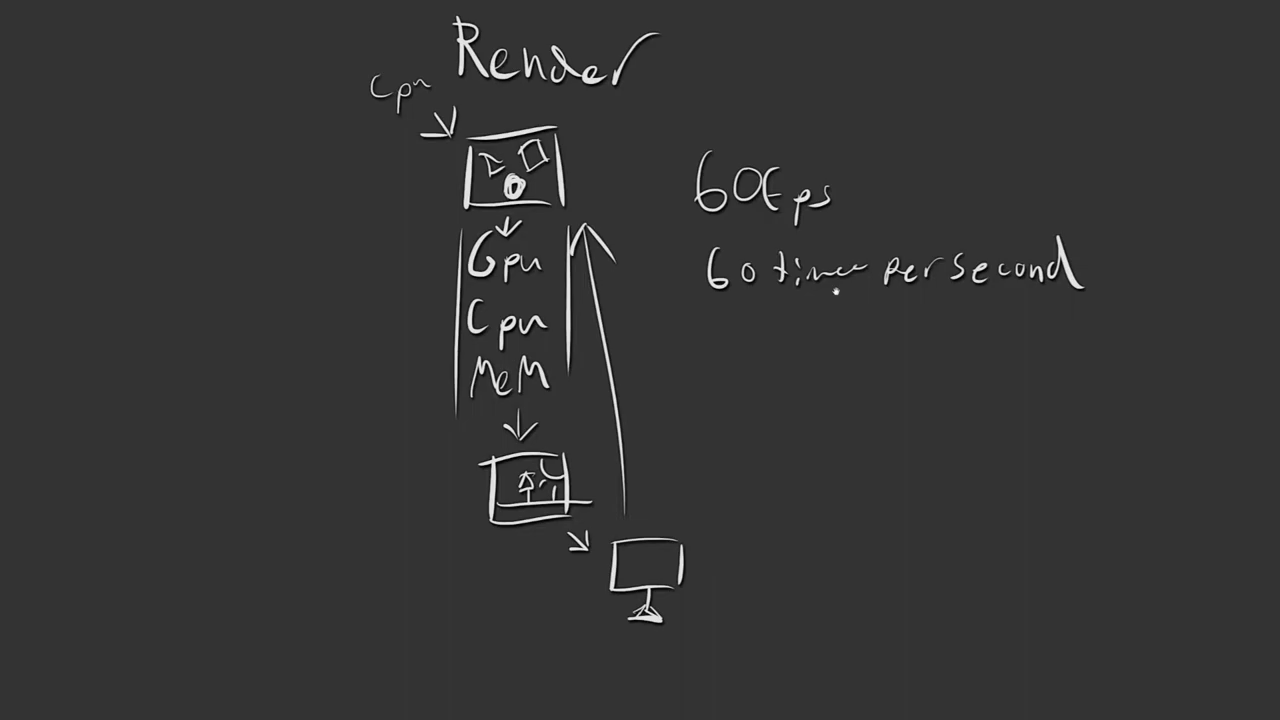 Render
Cpu
60Fps
60 times per second
Gpu
Cpu
MeM